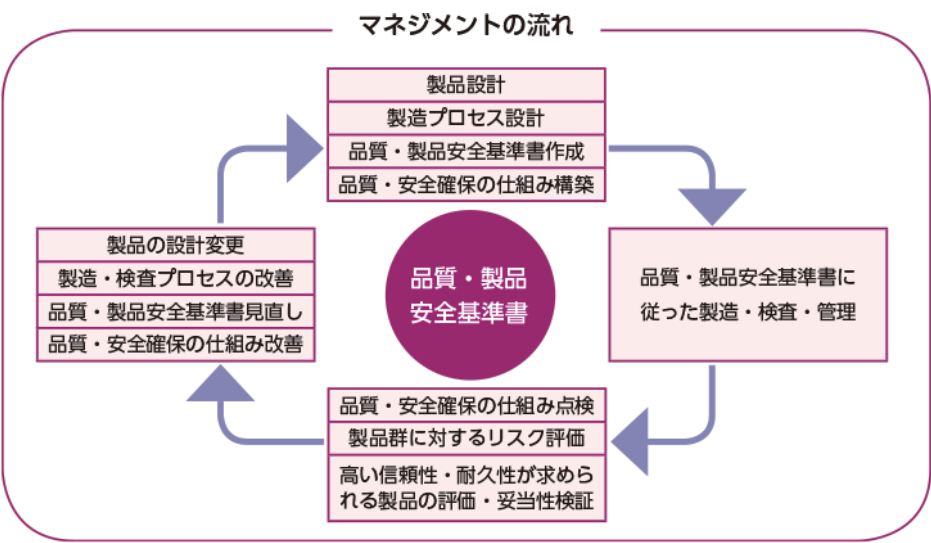 マネジメントの流れ
製品設計
製造プロセス設計
品質・製品安全基準書作成
品質・安全確保の仕組み構築
品質・製品安全基準書に
従った製造・検査・管理
品質・安全確保の仕組み点検
製品群に対するリスク評価
高い信頼性・耐久性が求めら
れる製品の評価・妥当性検証
製品の設計変更
製造・検査プロセスの改善
品質・製品安全基準書見直し
品質・安全確保の仕組み改善
品質・製品
安全基準書